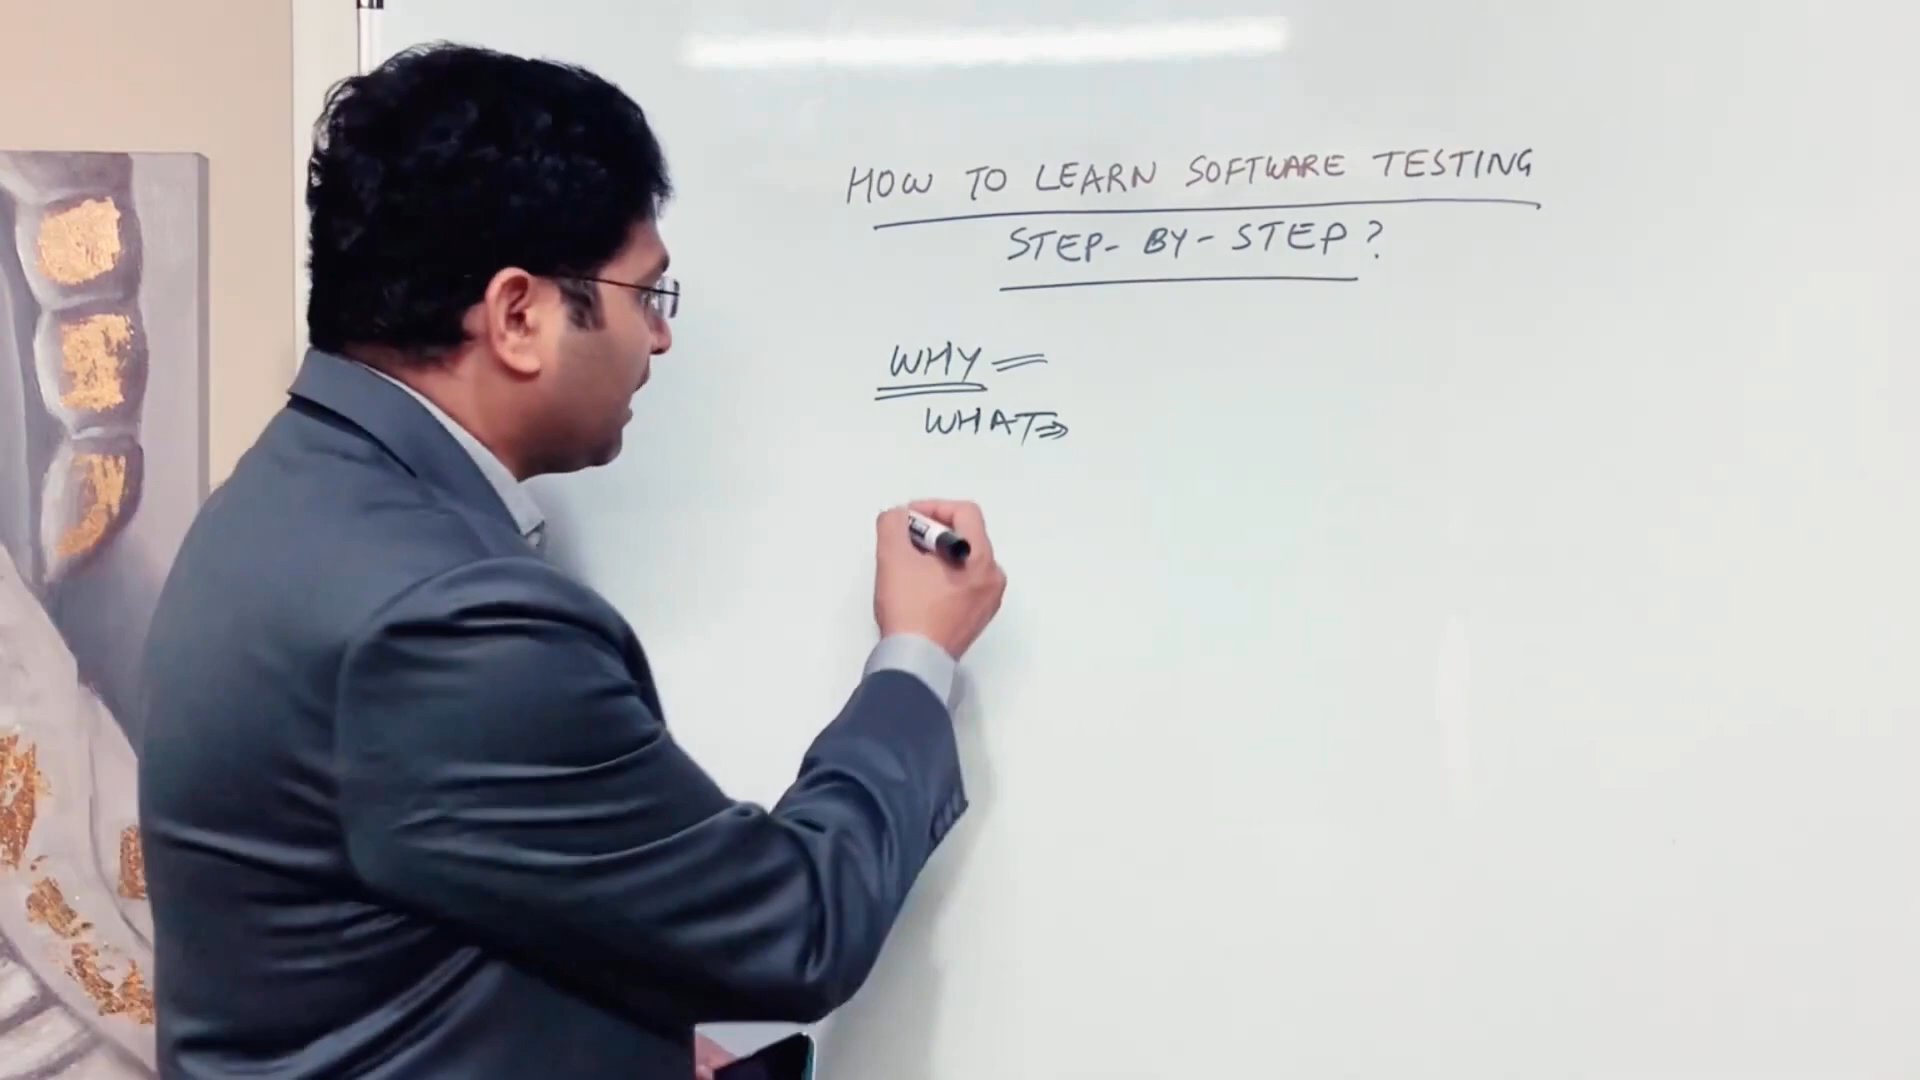 HOW TO LEARN SOFTWARE TESTING
STEP-BY-STEP?
WHY =
WHAT⇒